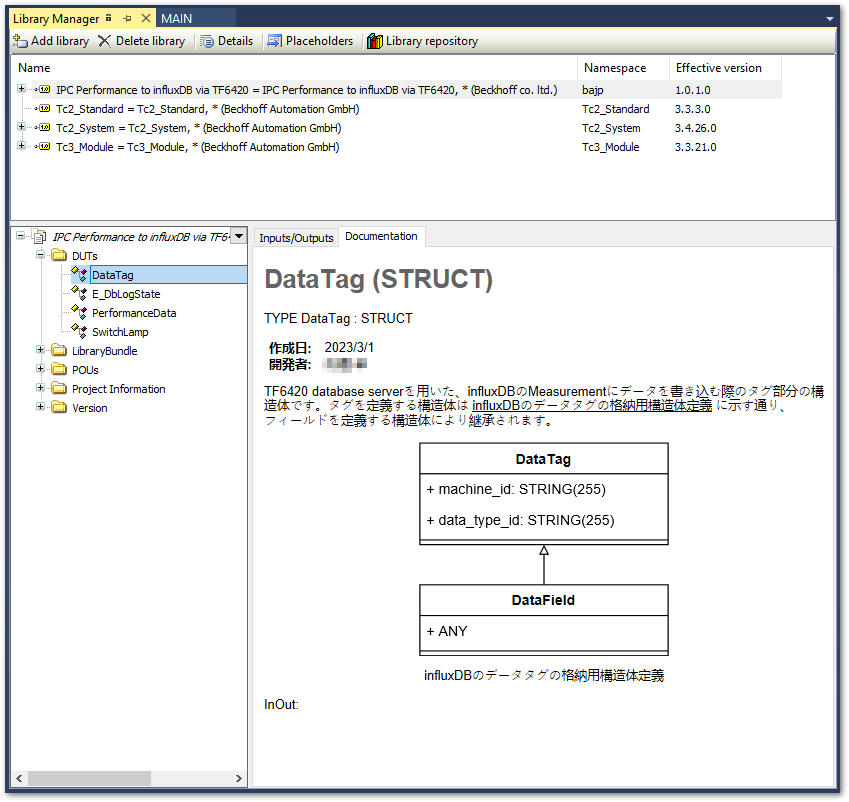 Library Manager
MAIN
Add library
Delete library
Details
Placeholders
Library repository
Name
Namespace
Effective version
IPC Performance to influxDB via TF6420 = IPC Performance to influxDB via TF6420, * (Beckhoff co. ltd.)
bajp
1.0.1.0
Tc2_Standard = Tc2_Standard, * (Beckhoff Automation GmbH)
Tc2_Standard
3.3.3.0
Tc2_System = Tc2_System, * (Beckhoff Automation GmbH)
Tc2_System
3.4.26.0
Tc3_Module = Tc3_Module, * (Beckhoff Automation GmbH)
Tc3_Module
3.3.21.0
IPC Performance to influxDB via TF6
DUTs
DataTag
E_DbLogState
PerformanceData
SwitchLamp
LibraryBundle
POUs
Project Information
Version
Inputs/Outputs
Documentation
DataTag (STRUCT)
TYPE DataTag : STRUCT
作成日: 2023/3/1
開発者:
TF6420 database serverを用いた、influxDBのMeasurementにデータを書き込む際のタグ部分の構
造体です。タグを定義する構造体は influxDBのデータタグの格納用構造体定義 に示す通り、
フィールドを定義する構造体により継承されます。
DataTag
+ machine_id: STRING(255)
+ data_type_id: STRING(255)
DataField
+ ANY
influxDBのデータタグの格納用構造体定義
InOut: